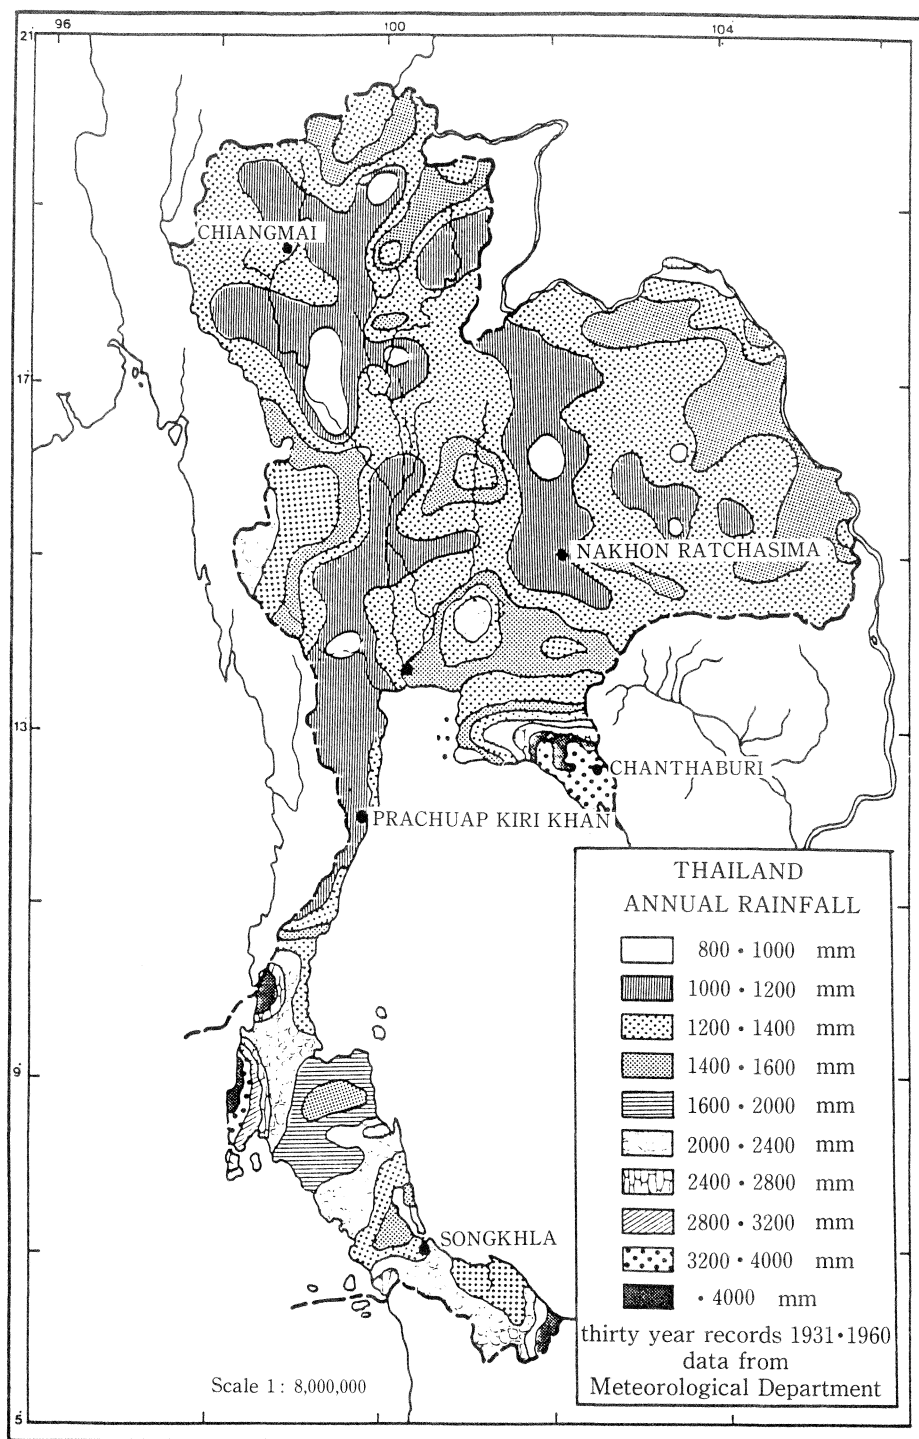 96 100 104
21
CHIANGMAI
17
NAKHON RATCHASIMA
13
CHANTHABURI
PRACHUAP KIRI KHAN
THAILAND
ANNUAL RAINFALL
800 • 1000 mm
1000 • 1200 mm
1200 • 1400 mm
1400 • 1600 mm
1600 • 2000 mm
2000 • 2400 mm
2400 • 2800 mm
2800 • 3200 mm
3200 • 4000 mm
• 4000 mm
thirty year records 1931•1960
data from
Meteorological Department
9
SONGKHLA
Scale 1 : 8,000,000
5